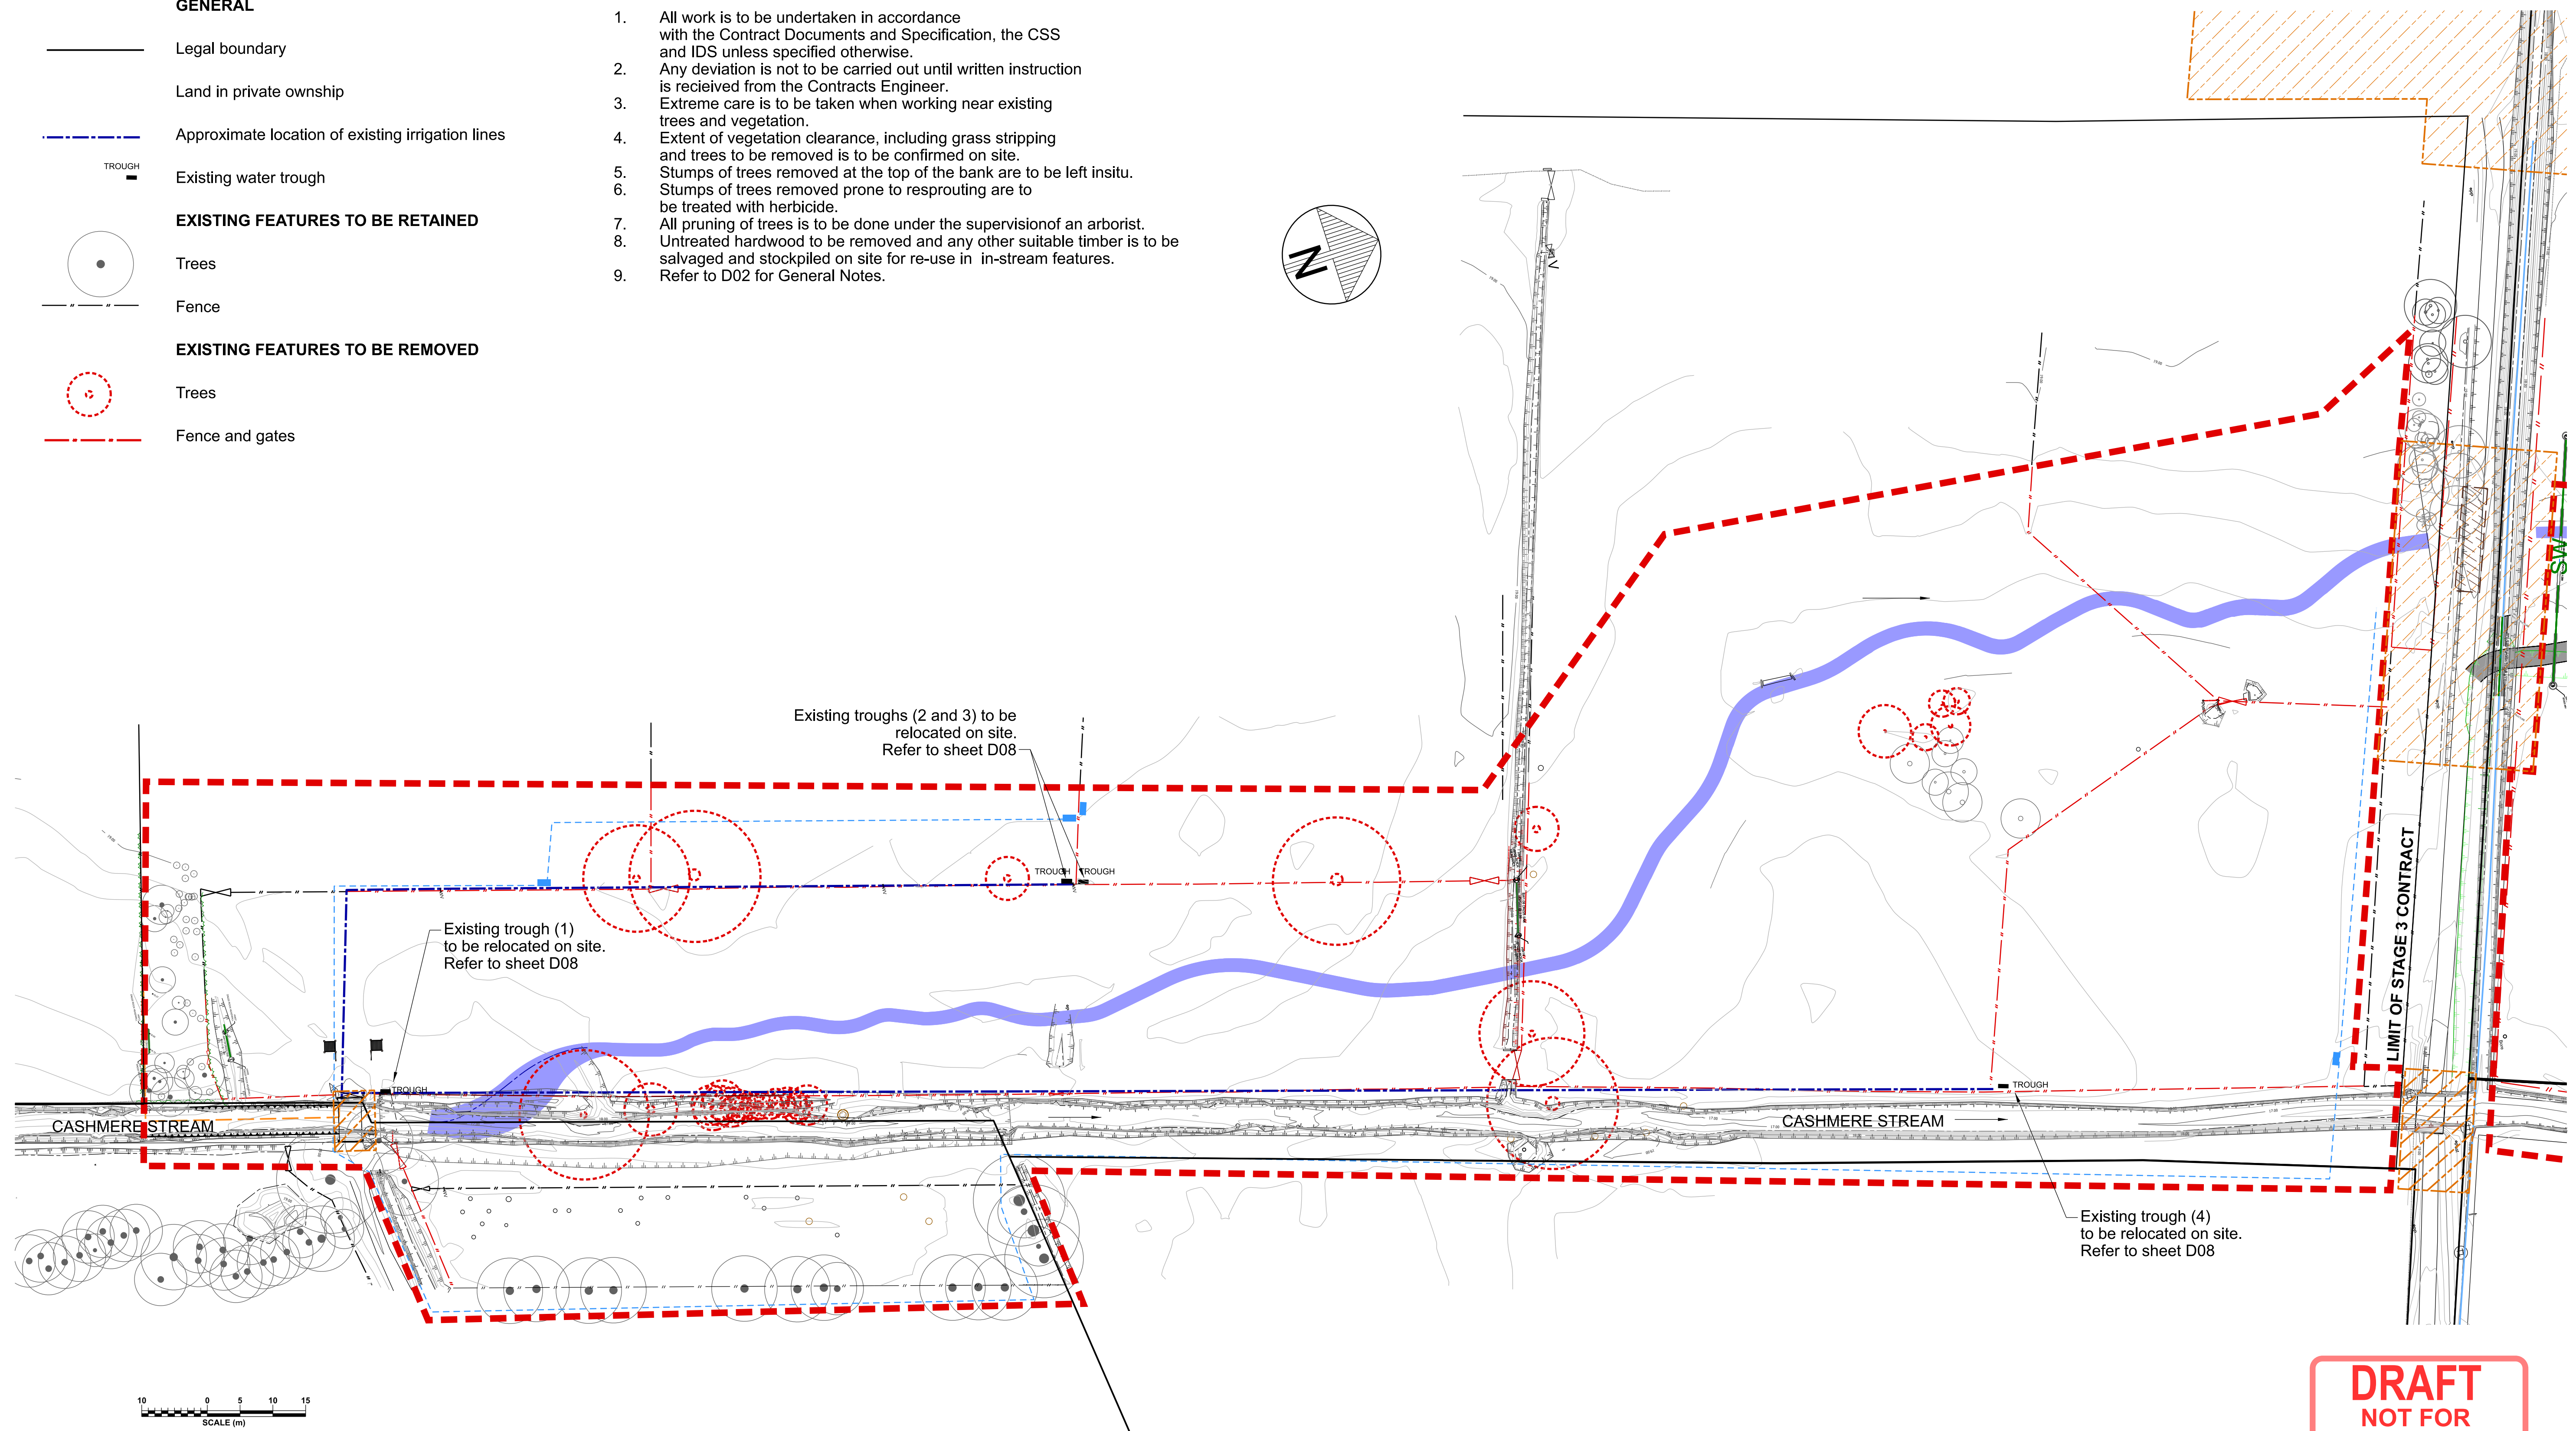 GENERAL
Legal boundary
Land in private ownship
Approximate location of existing irrigation lines
TROUGH
Existing water trough
EXISTING FEATURES TO BE RETAINED
Trees
Fence
EXISTING FEATURES TO BE REMOVED
Trees
Fence and gates
1. All work is to be undertaken in accordance
with the Contract Documents and Specification, the CSS
and IDS unless specified otherwise.
2. Any deviation is not to be carried out until written instruction
is recieived from the Contracts Engineer.
3. Extreme care is to be taken when working near existing
trees and vegetation.
4. Extent of vegetation clearance, including grass stripping
and trees to be removed is to be confirmed on site.
5. Stumps of trees removed at the top of the bank are to be left insitu.
6. Stumps of trees removed prone to resprouting are to
be treated with herbicide.
7. All pruning of trees is to be done under the supervisionof an arborist.
8. Untreated hardwood to be removed and any other suitable timber is to be
salvaged and stockpiled on site for re-use in in-stream features.
9. Refer to D02 for General Notes.
N
SW
Existing troughs (2 and 3) to be
relocated on site.
Refer to sheet D08
TROUGH TROUGH
Existing trough (1)
to be relocated on site.
Refer to sheet D08
LIMIT OF STAGE 3 CONTRACT
TROUGH
TROUGH
CASHMERE STREAM
CASHMERE STREAM
Existing trough (4)
to be relocated on site.
Refer to sheet D08
10 0 5 10 15
SCALE (m)
DRAFT
NOT FOR